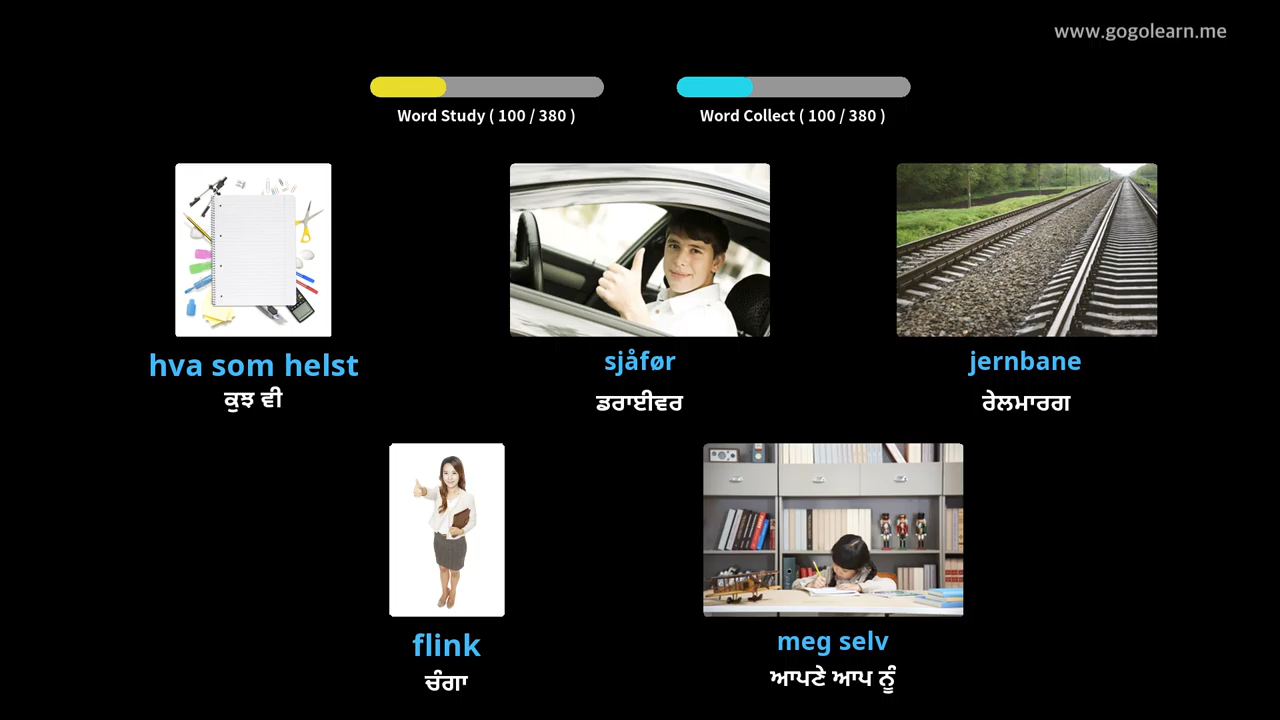 www.gogolearn.me
Word Study ( 100 / 380 )
Word Collect ( 100 / 380 )
hva som helst
ਕੁਝ ਵੀ
sjåfør
ਡਰਾਈਵਰ
jernbane
ਰੇਲਮਾਰਗ
flink
ਚੰਗਾ
meg selv
ਆਪਣੇ ਆਪ ਨੂੰ